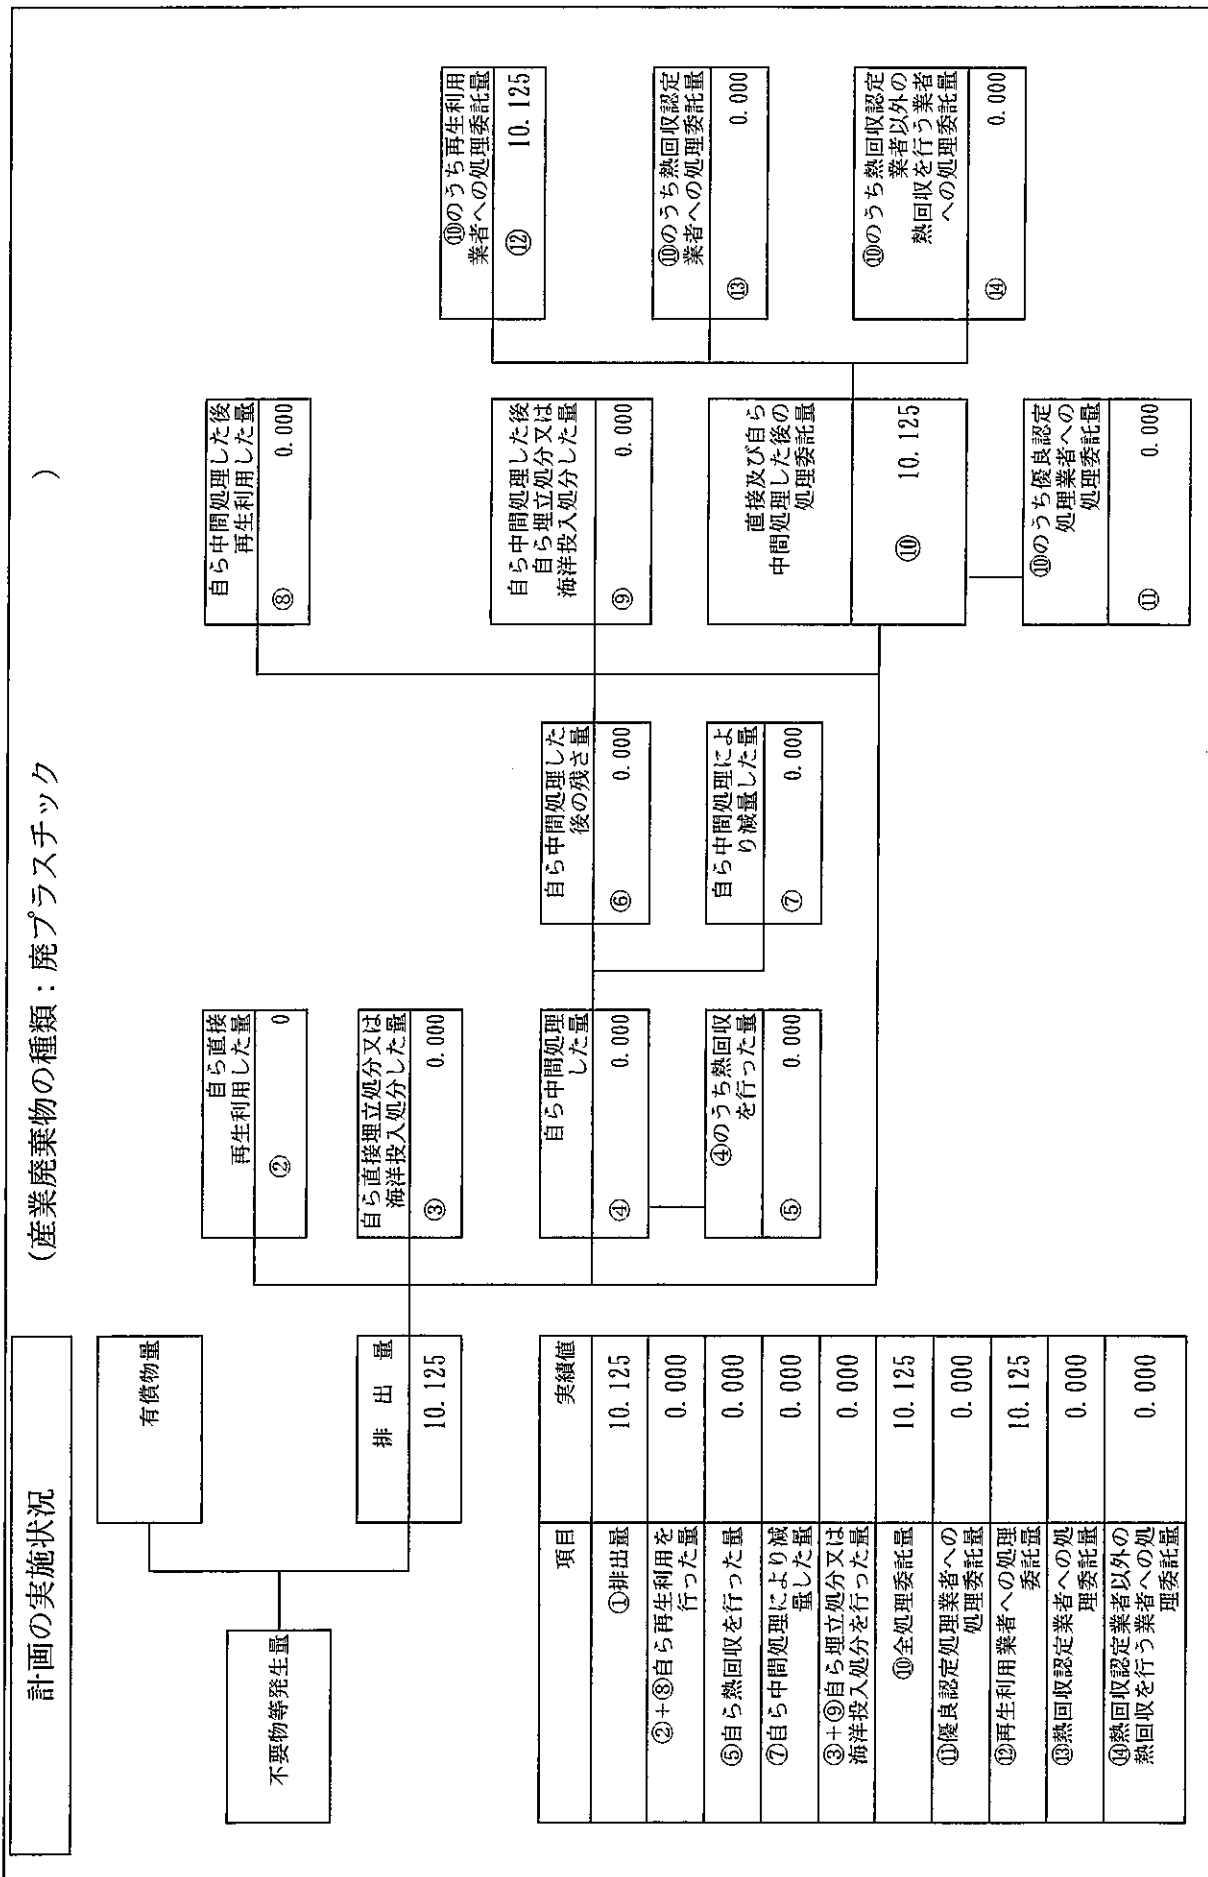 計画の実施状況
(産業廃棄物の種類：廃プラスチック　　　　　　　　)
不要物等発生量
有償物量
排　出　量
10.125
自ら直接
再生利用した量
②　0
自ら直接埋立処分又は
海洋投入処分した量
③　0.000
自ら中間処理
した量
④　0.000
④のうち熱回収
を行った量
⑤　0.000
自ら中間処理した
後の残さ量
⑥　0.000
自ら中間処理によ
り減量した量
⑦　0.000
自ら中間処理した後
再生利用した量
⑧　0.000
自ら中間処理した後
自ら埋立処分又は
海洋投入処分した量
⑨　0.000
直接及び自ら
中間処理した後の
処理委託量
⑩　10.125
⑩のうち優良認定
処理業者への
処理委託量
⑪　0.000
⑩のうち再生利用
業者への処理委託量
⑫　10.125
⑩のうち熱回収認定
業者への処理委託量
⑬　0.000
⑩のうち熱回収認定
業者以外の
熱回収を行う業者
への処理委託量
⑭　0.000
項目　実績値
①排出量　10.125
②+⑧自ら再生利用を
行った量　0.000
⑤自ら熱回収を行った量　0.000
⑦自ら中間処理により減
量した量　0.000
③+⑨自ら埋立処分又は
海洋投入処分を行った量　0.000
⑩全処理委託量　10.125
⑪優良認定処理業者への
処理委託量　0.000
⑫再生利用業者への処理
委託量　10.125
⑬熱回収認定業者への処
理委託量　0.000
⑭熱回収認定業者以外の
熱回収を行う業者への処
理委託量　0.000